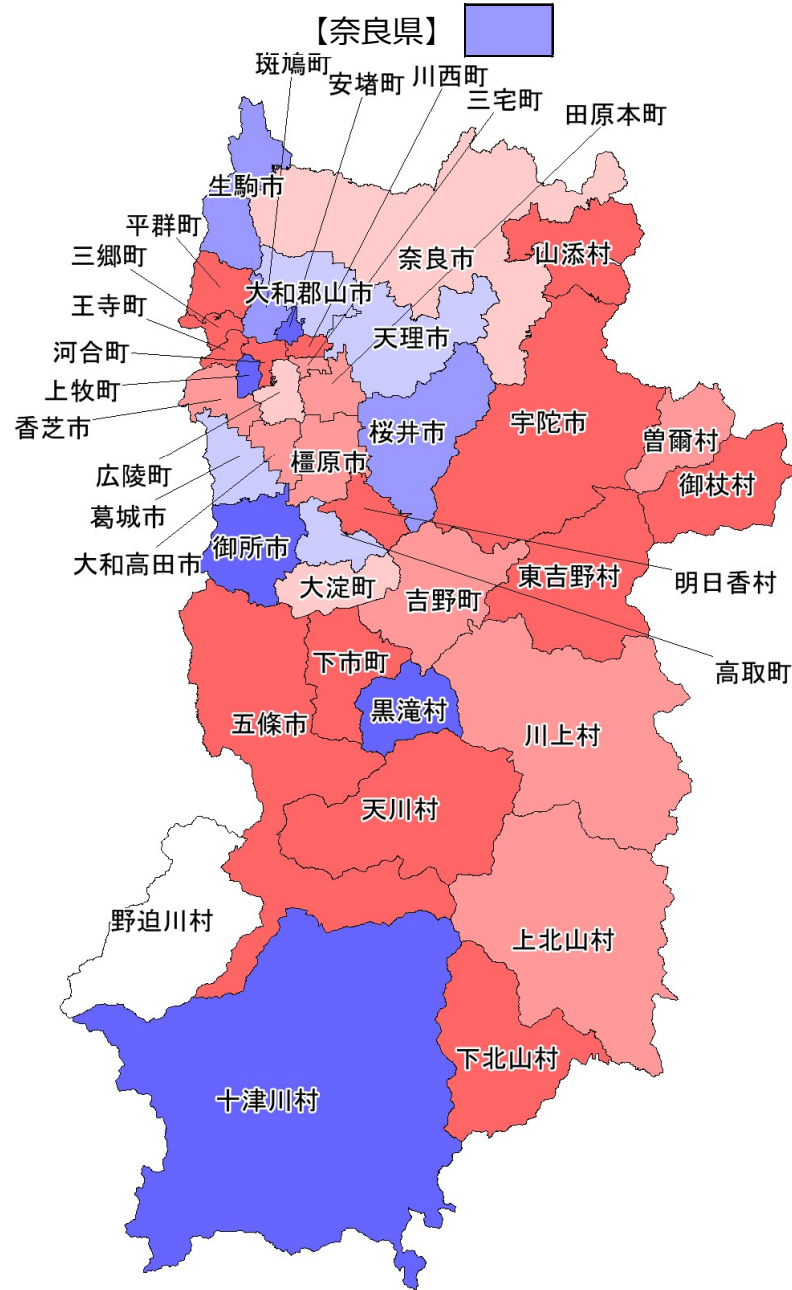 【奈良県】
斑鳩町
安堵町
川西町
三宅町
田原本町
生駒市
平群町
三郷町
王寺町
河合町
上牧町
香芝市
広陵町
葛城市
大和高田市
奈良市
山添村
大和郡山市
天理市
桜井市
宇陀市
曽爾村
御杖村
橿原市
御所市
大淀町
吉野町
東吉野村
明日香村
高取町
下市町
黒滝村
五條市
川上村
天川村
野迫川村
上北山村
下北山村
十津川村